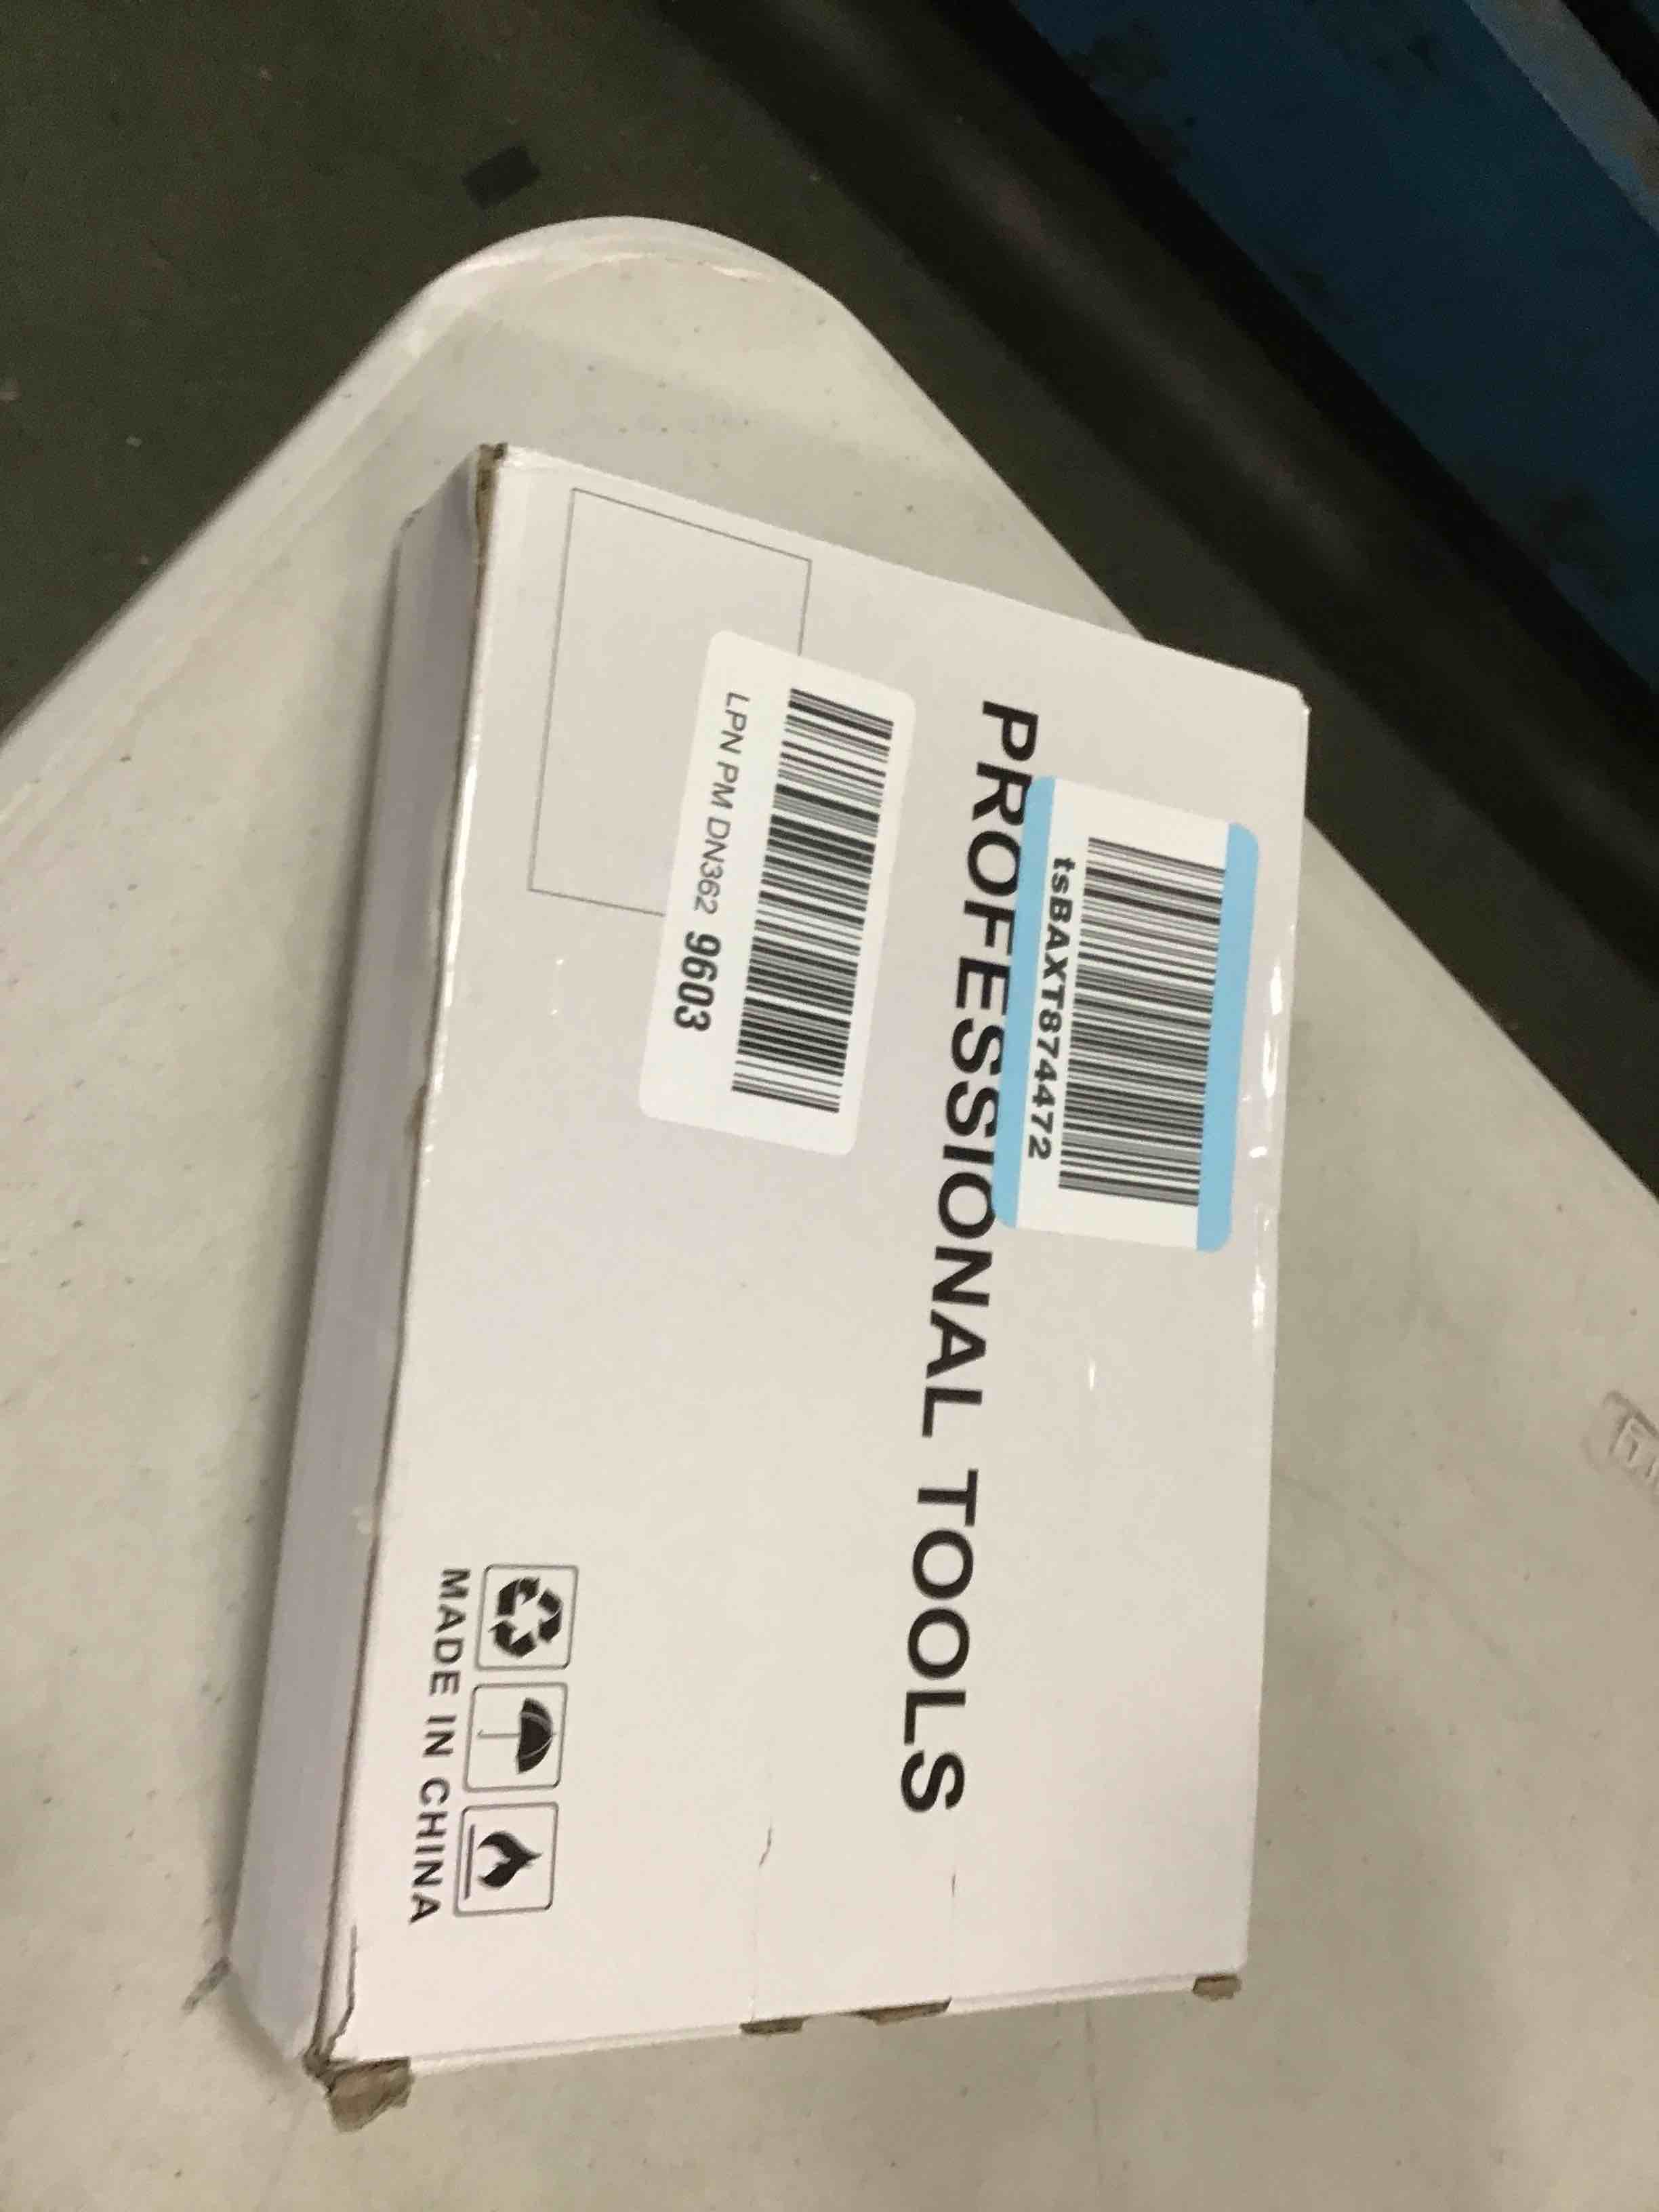 tsBAXT874472
PROFESSIONAL TOOLS
LPN PM DN362 9603
MADE IN CHINA